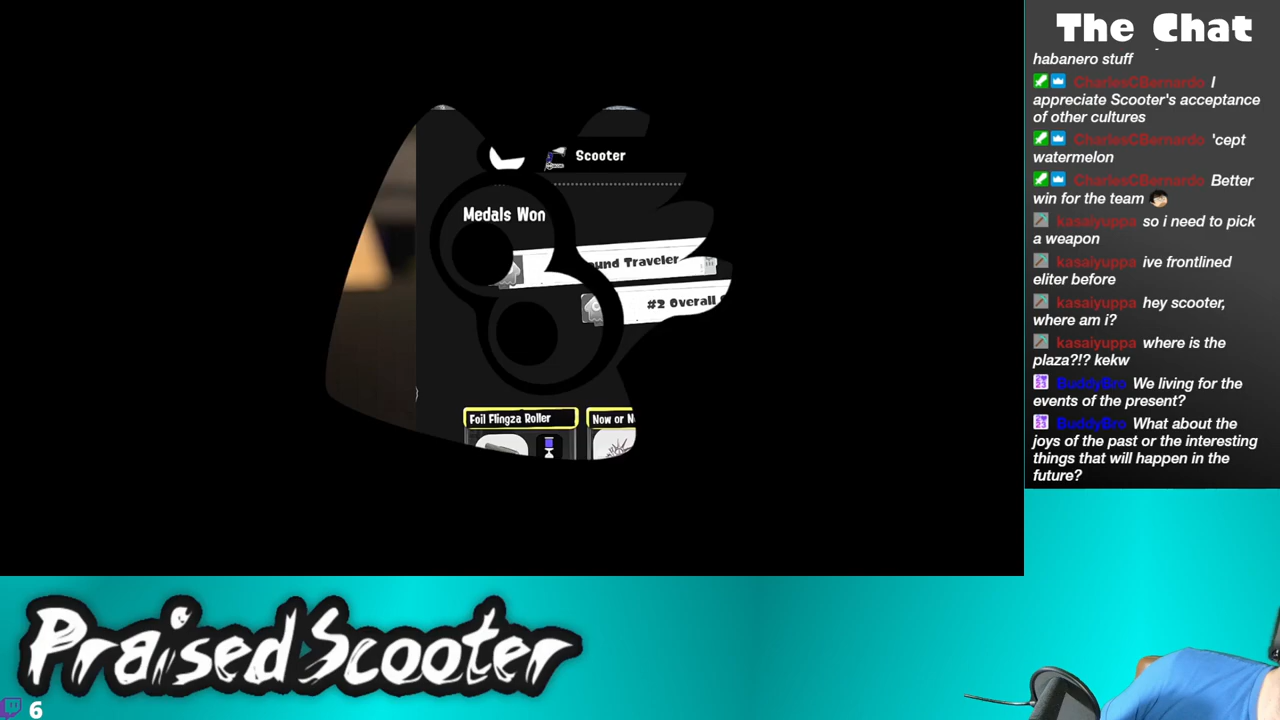 The Chat
habanero stuff
CharlesCBernardo I
appreciate Scooter's acceptance
of other cultures
CharlesCBernardo 'cept
watermelon
CharlesCBernardo Better
win for the team
kasaiyuppa so i need to pick
a weapon
kasaiyuppa ive frontlined
eliter before
kasaiyuppa hey scooter,
where am i?
kasaiyuppa where is the
plaza?!? kekw
BuddyBro We living for the
events of the present?
BuddyBro What about the
joys of the past or the interesting
things that will happen in the
future?
Scooter
Medals Won
Traveler
#2 Overall
Foil Flingza Roller
Now or
Praised Scooter
6